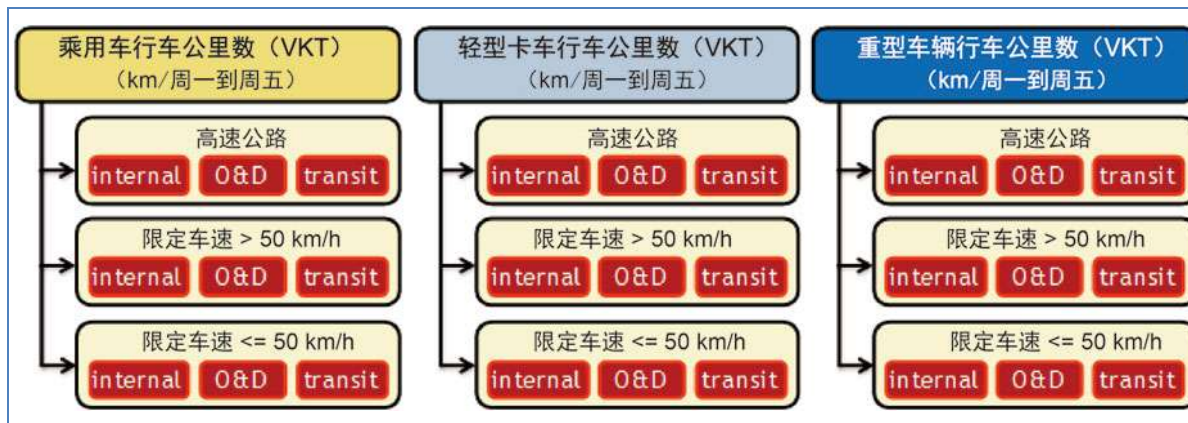 乘用车行车公里数（VKT）
（km/周一到周五）
高速公路
internal O&D transit
限定车速 > 50 km/h
internal O&D transit
限定车速 <= 50 km/h
internal O&D transit
轻型卡车行车公里数（VKT）
（km/周一到周五）
高速公路
internal O&D transit
限定车速 > 50 km/h
internal O&D transit
限定车速 <= 50 km/h
internal O&D transit
重型车辆行车公里数（VKT）
（km/周一到周五）
高速公路
internal O&D transit
限定车速 > 50 km/h
internal O&D transit
限定车速 <= 50 km/h
internal O&D transit